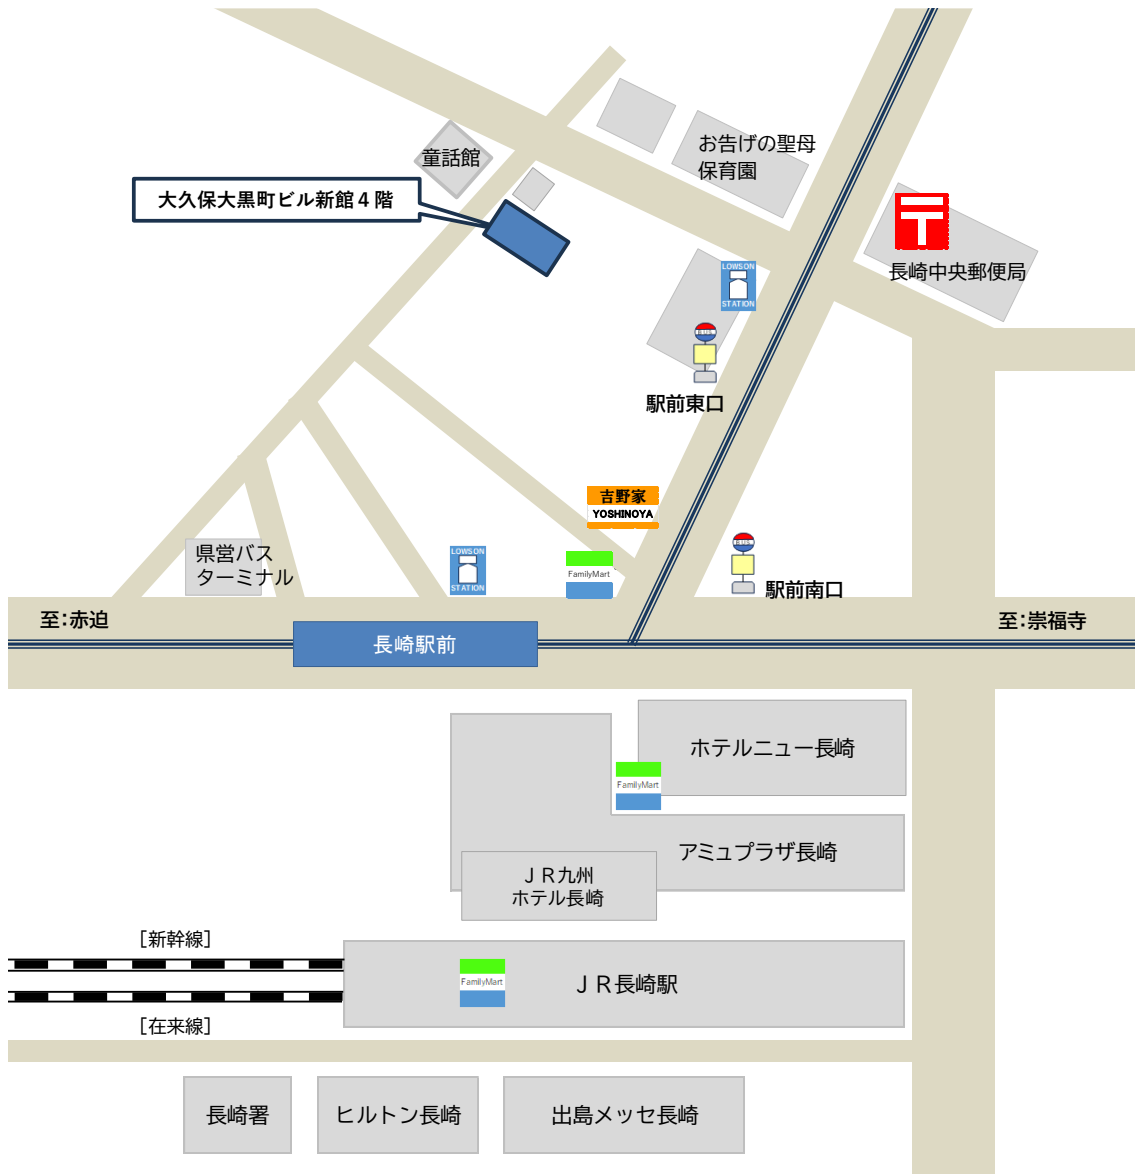 お告げの聖母
保育園
童話館
大久保大黒町ビル新館４階
長崎中央郵便局
LOWSON
STATION
BUS
駅前東口
吉野家
YOSHINOYA
BUS
駅前南口
県営バス
ターミナル
LOWSON
STATION
FamilyMart
至:赤迫
長崎駅前
至:崇福寺
ホテルニュー長崎
FamilyMart
アミュプラザ長崎
ＪＲ九州
ホテル長崎
［新幹線］
FamilyMart
ＪＲ長崎駅
［在来線］
長崎署
ヒルトン長崎
出島メッセ長崎